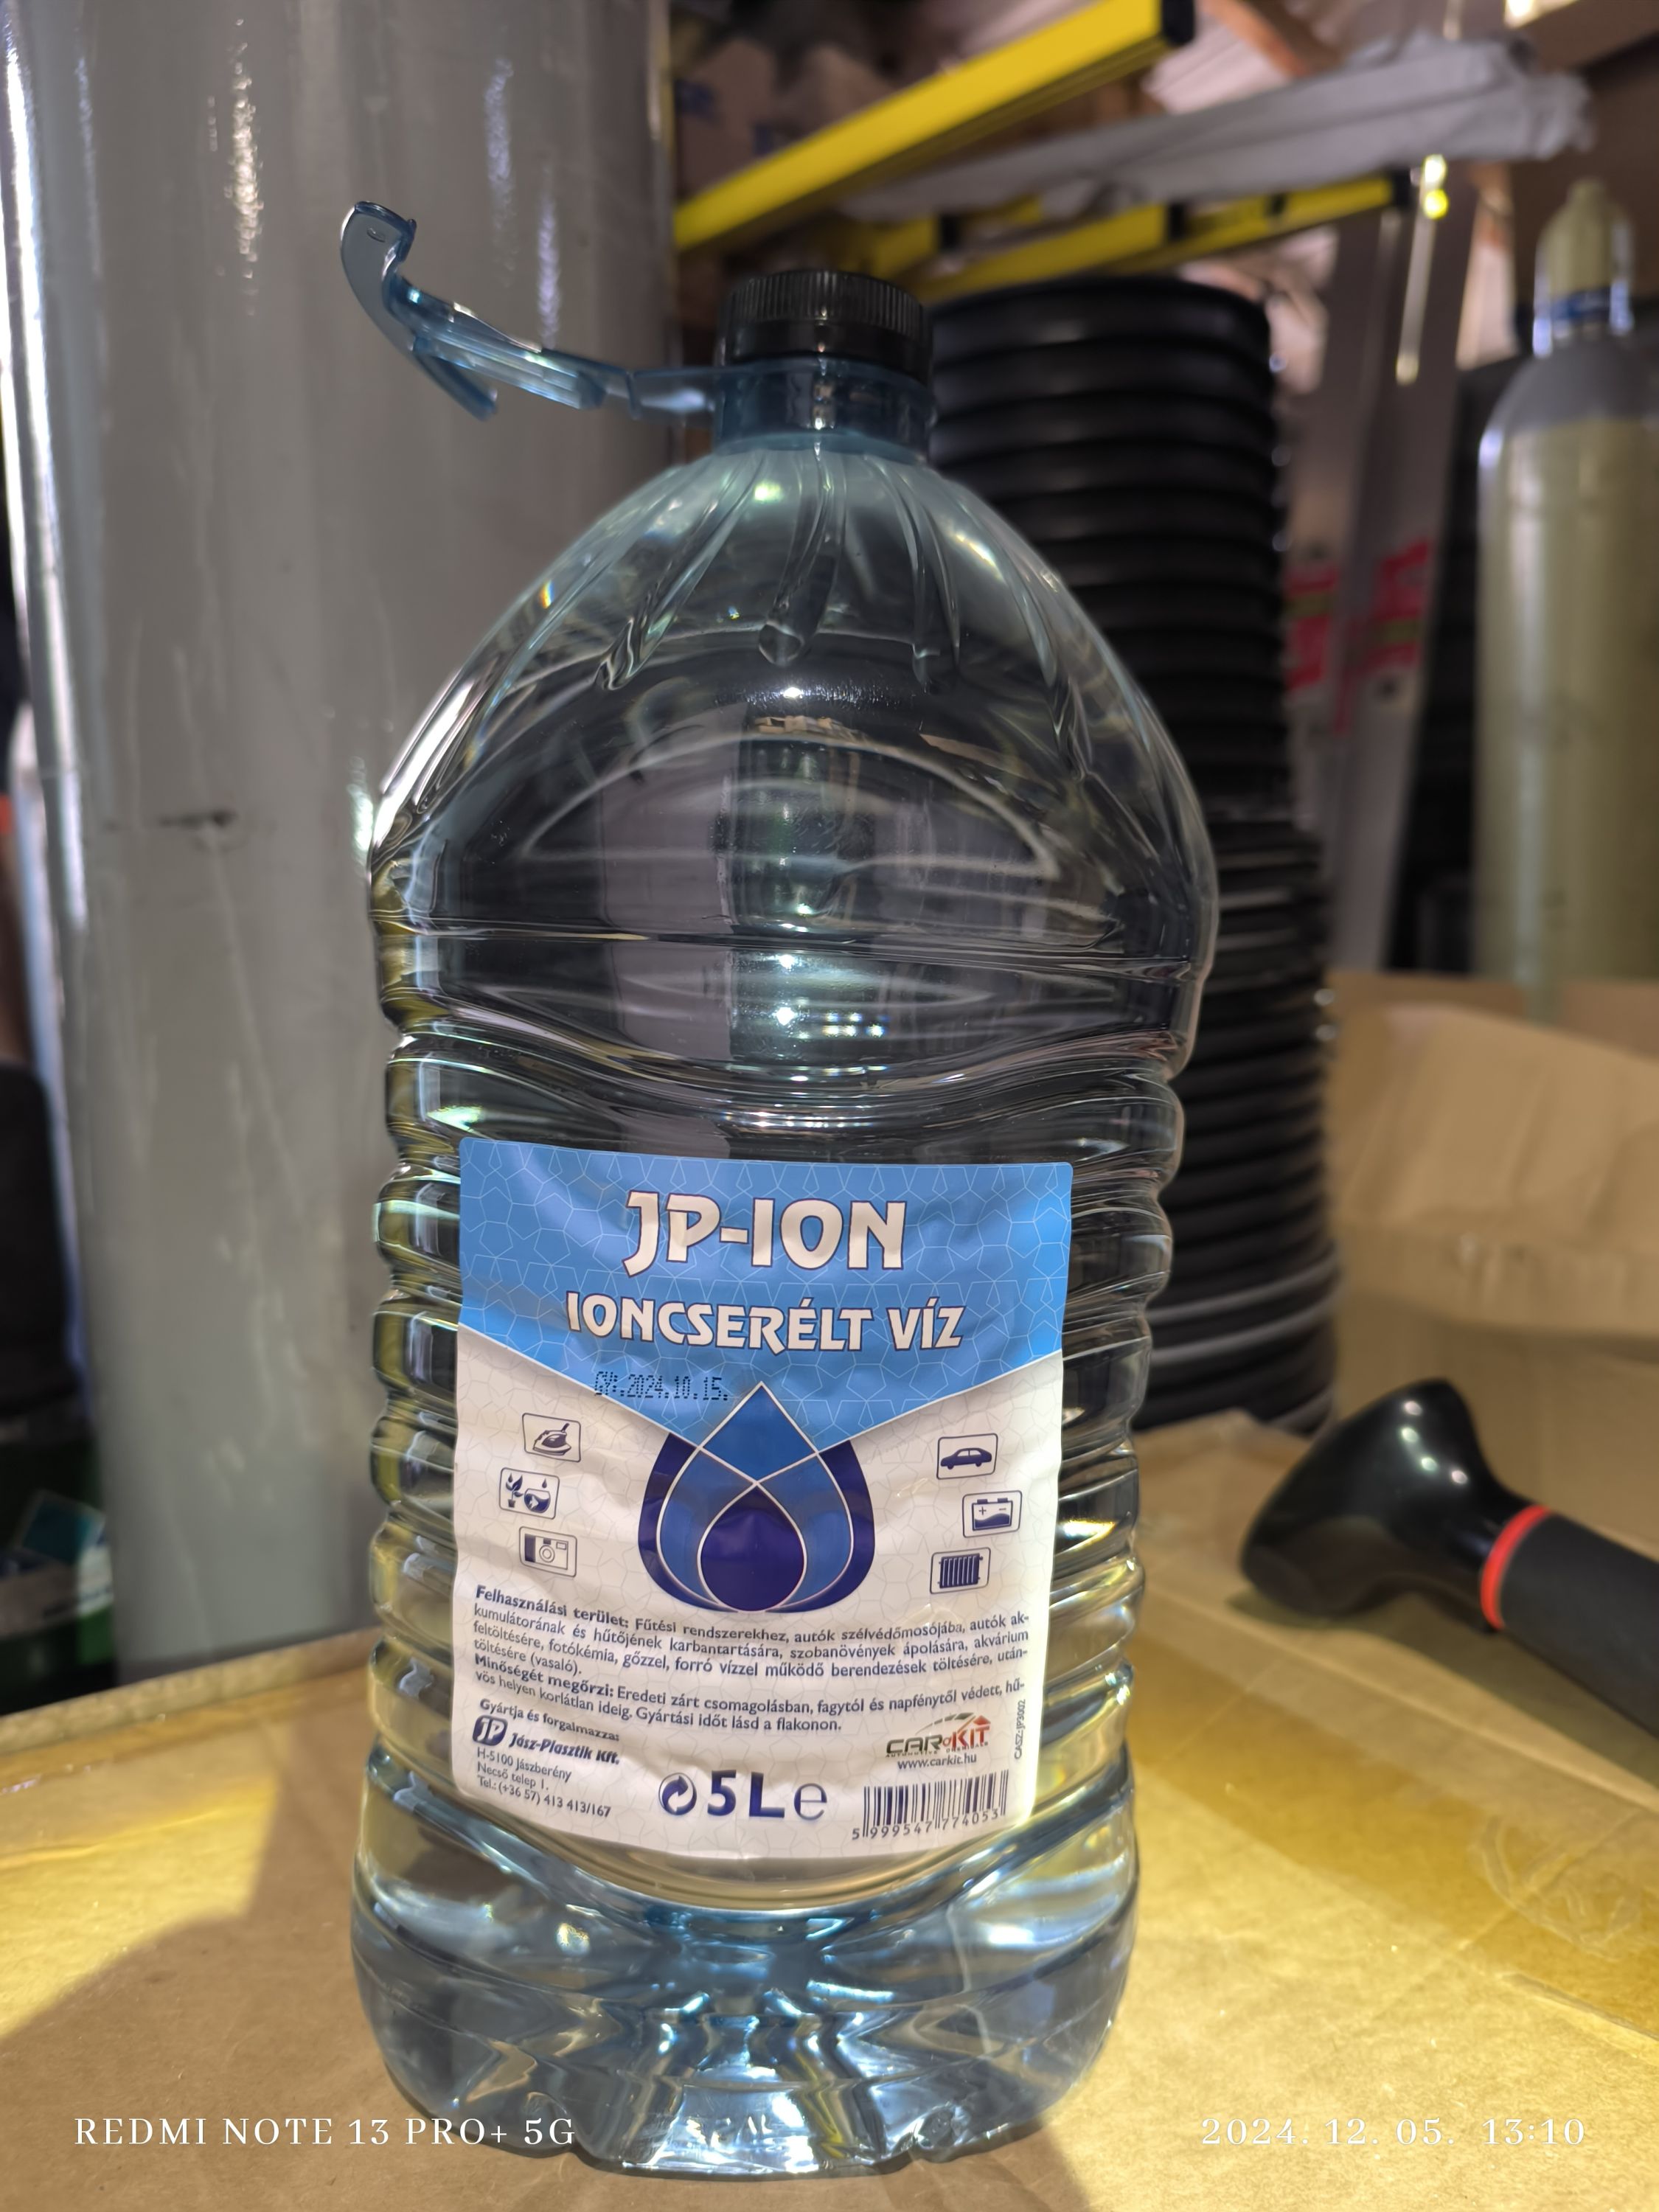 JP-ION
IONCSERÉLT VÍZ
GY:.2024.10.15.
Felhasználási terület: Fűtési rendszerekhez, autók szélvédőmosójába, autók ak-
kumulátorának és hűtőjének karbantartására, szobanövények ápolására, akvárium
feltöltésére, fotókémia, gőzzel, forró vízzel működő berendezések töltésére, után-
töltésére (vasaló).
Minőségét megőrzi: Eredeti zárt csomagolásban, fagytól és napfénytől védett, hű-
vös helyen korlátlan ideig. Gyártási időt lásd a flakonon.
Gyártja és forgalmazza:
JP Jász-Plasztik Kft.
H-5100 Jászberény
Necső telep 1.
Tel.: (+36 57) 413 413/167
5L e
CAR KIT
www.carkit.hu
CASZ: JP3002
5 999547 774053
REDMI NOTE 13 PRO+ 5G
2024. 12. 05. 13:10